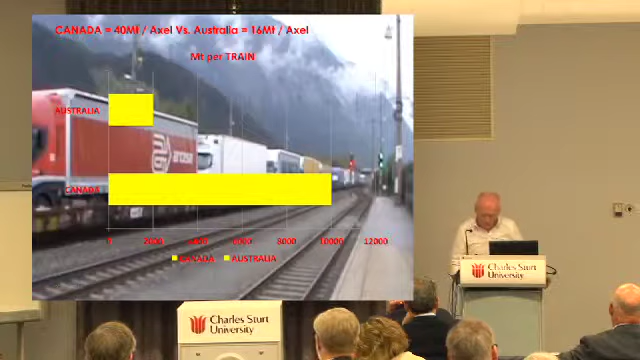 CANADA = 40Mt / Axel Vs. Australia = 16Mt / Axel
Mt per TRAIN
AUSTRALIA
CANADA
0 2000 4000 6000 8000 10000 12000
CANADA AUSTRALIA
Charles Sturt
University
Charles Sturt
University